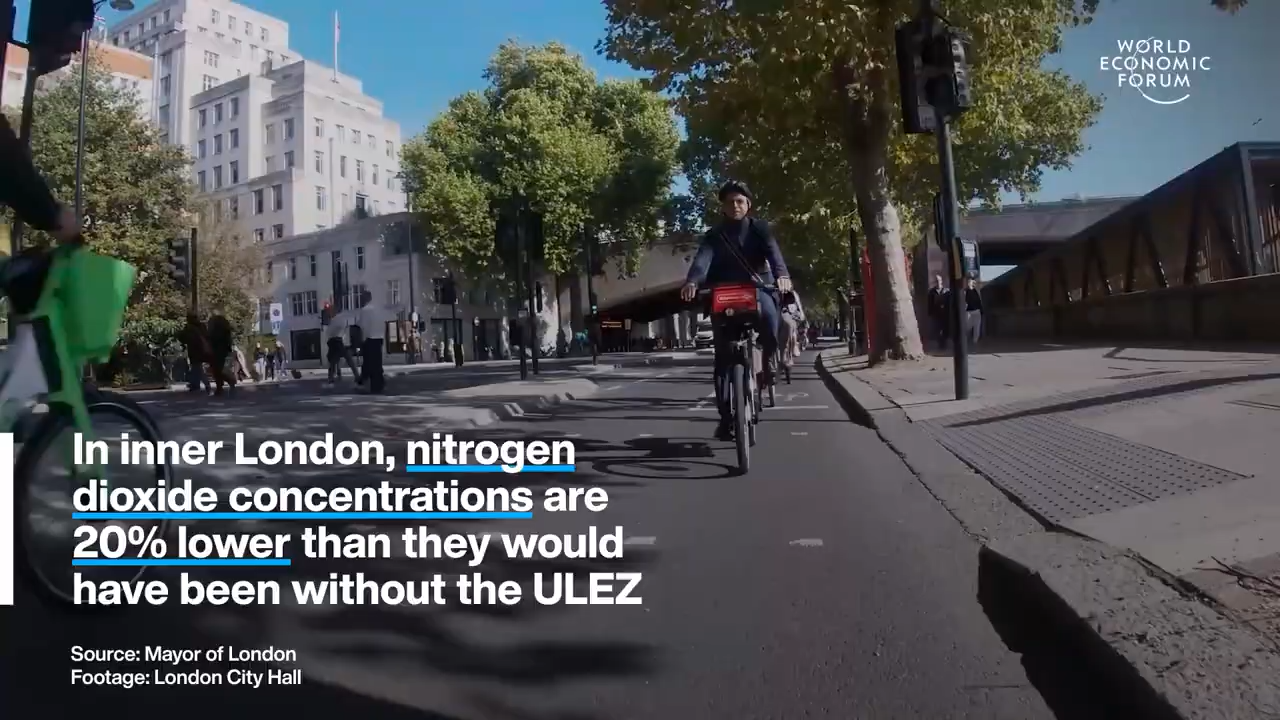 WORLD
ECONOMIC
FORUM
In inner London, nitrogen
dioxide concentrations are
20% lower than they would
have been without the ULEZ
Source: Mayor of London
Footage: London City Hall